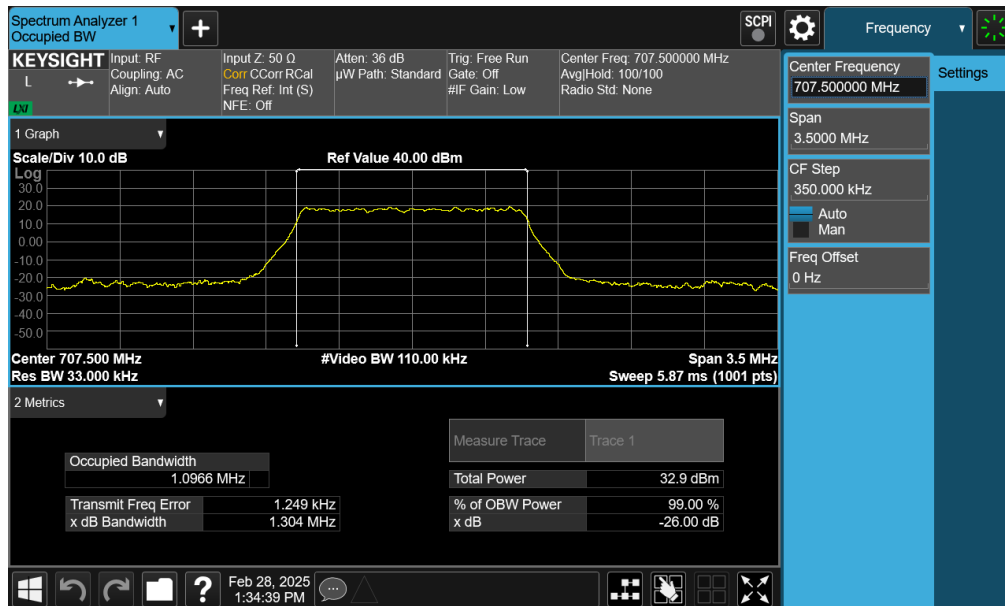 Spectrum Analyzer 1
Occupied BW
+
SCPI
Frequency
KEYSIGHT
L
LXI
Input: RF
Coupling: AC
Align: Auto
Input Z: 50 Ω
Corr CCorr RCal
Freq Ref: Int (S)
NFE: Off
Atten: 36 dB
µW Path: Standard
Trig: Free Run
Gate: Off
#IF Gain: Low
Center Freq: 707.500000 MHz
Avg|Hold: 100/100
Radio Std: None
Center Frequency
707.500000 MHz
Settings
Span
3.5000 MHz
CF Step
350.000 kHz
Auto
Man
Freq Offset
0 Hz
1 Graph
Scale/Div 10.0 dB
Ref Value 40.00 dBm
Log
30.0
20.0
10.0
0.00
-10.0
-20.0
-30.0
-40.0
-50.0
Center 707.500 MHz
#Video BW 110.00 kHz
Span 3.5 MHz
Res BW 33.000 kHz
Sweep 5.87 ms (1001 pts)
2 Metrics
Measure Trace
Trace 1
Occupied Bandwidth
1.0966 MHz
Total Power
32.9 dBm
Transmit Freq Error
1.249 kHz
% of OBW Power
99.00 %
x dB Bandwidth
1.304 MHz
x dB
-26.00 dB
?
Feb 28, 2025
1:34:39 PM